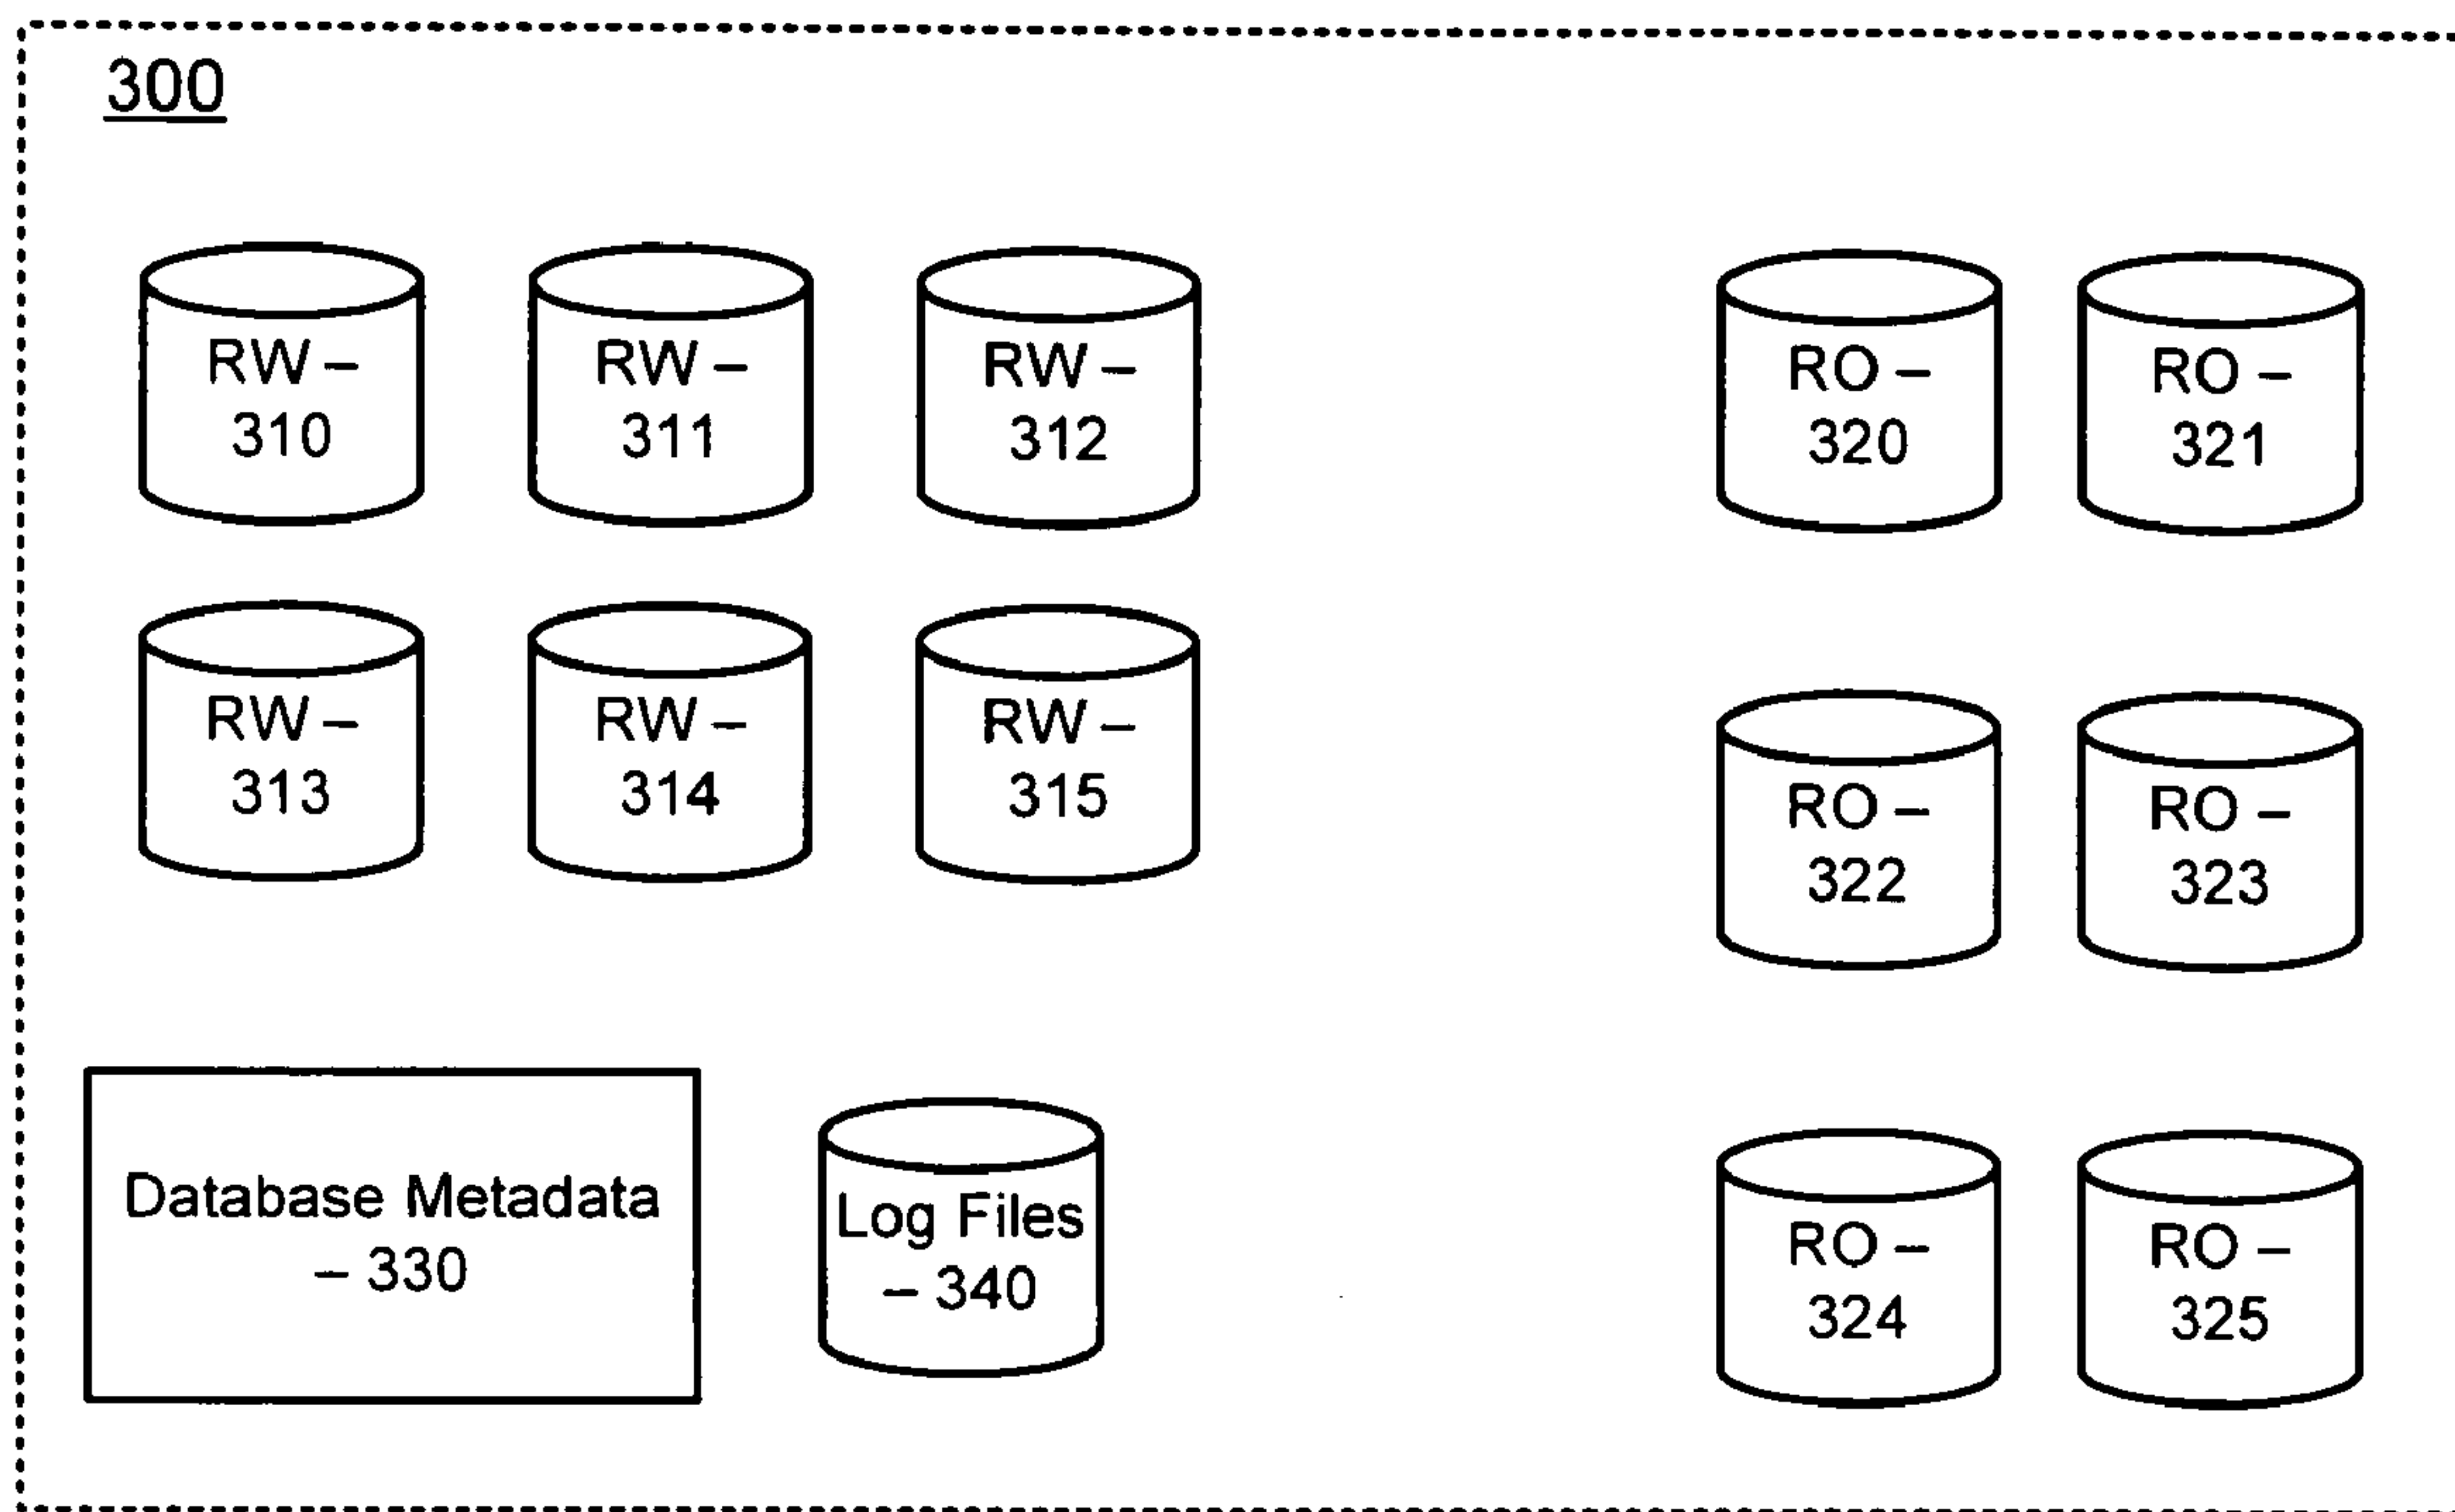 300
RW –
310
RW –
311
RW –
312
RO –
320
RO –
321
RW –
313
RW –
314
RW –
315
RO –
322
RO –
323
Database Metadata
– 330
Log Files
– 340
RO –
324
RO –
325